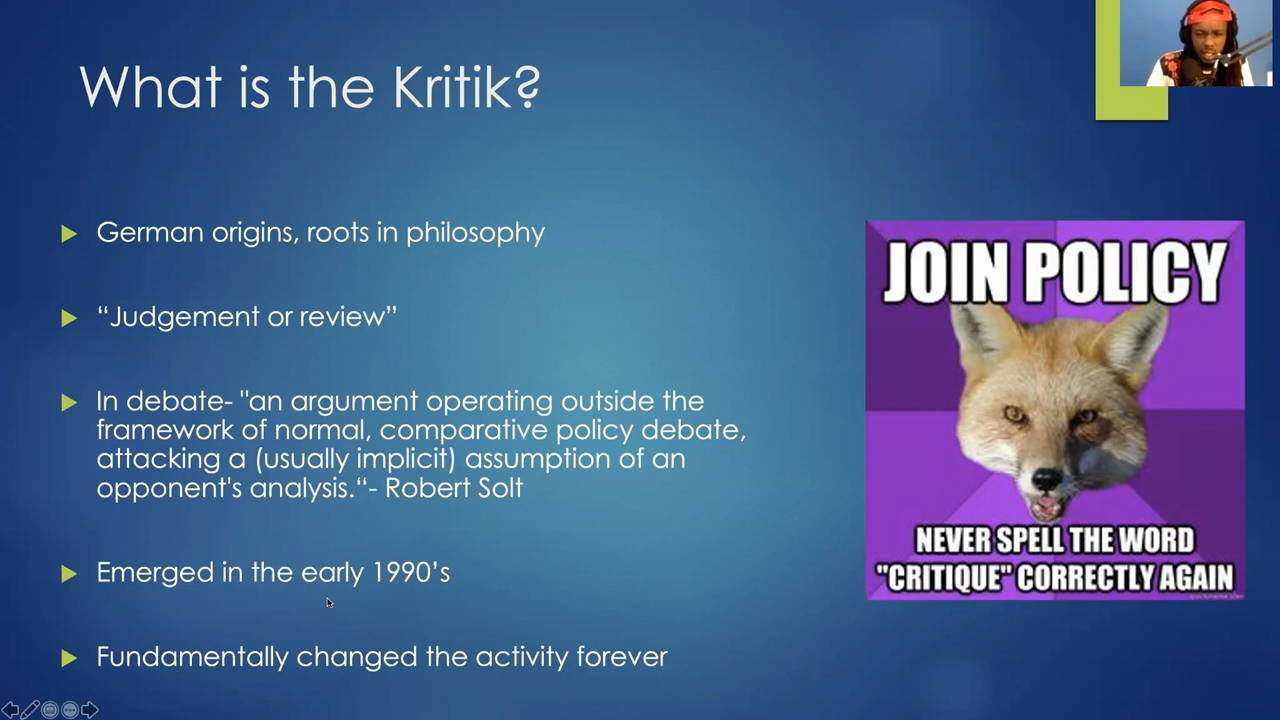 What is the Kritik?
German origins, roots in philosophy
“Judgement or review”
In debate- "an argument operating outside the
framework of normal, comparative policy debate,
attacking a (usually implicit) assumption of an
opponent's analysis.“- Robert Solt
Emerged in the early 1990’s
Fundamentally changed the activity forever
JOIN POLICY
NEVER SPELL THE WORD
"CRITIQUE" CORRECTLY AGAIN